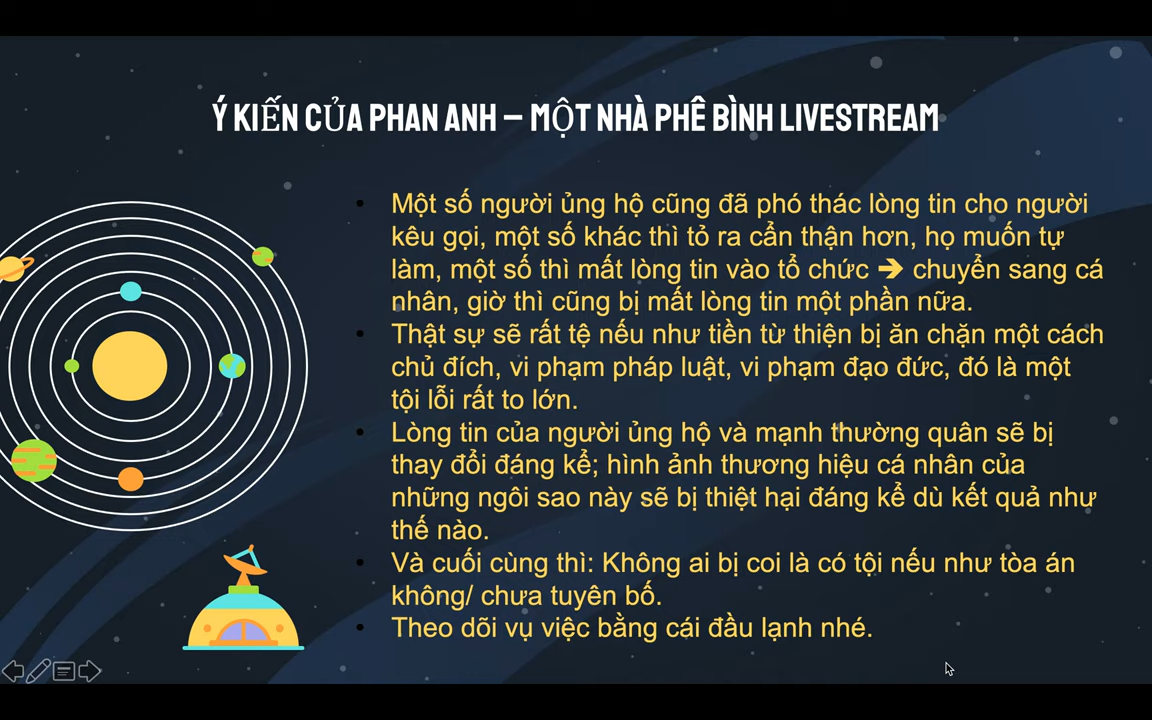 Ý KIẾN CỦA PHAN ANH – MỘT NHÀ PHÊ BÌNH LIVESTREAM
• Một số người ủng hộ cũng đã phó thác lòng tin cho người
kêu gọi, một số khác thì tỏ ra cẩn thận hơn, họ muốn tự
làm, một số thì mất lòng tin vào tổ chức ➔ chuyển sang cá
nhân, giờ thì cũng bị mất lòng tin một phần nữa.
• Thật sự sẽ rất tệ nếu như tiền từ thiện bị ăn chặn một cách
chủ đích, vi phạm pháp luật, vi phạm đạo đức, đó là một
tội lỗi rất to lớn.
• Lòng tin của người ủng hộ và mạnh thường quân sẽ bị
thay đổi đáng kể; hình ảnh thương hiệu cá nhân của
những ngôi sao này sẽ bị thiệt hại đáng kể dù kết quả như
thế nào.
• Và cuối cùng thì: Không ai bị coi là có tội nếu như tòa án
không/ chưa tuyên bố.
• Theo dõi vụ việc bằng cái đầu lạnh nhé.